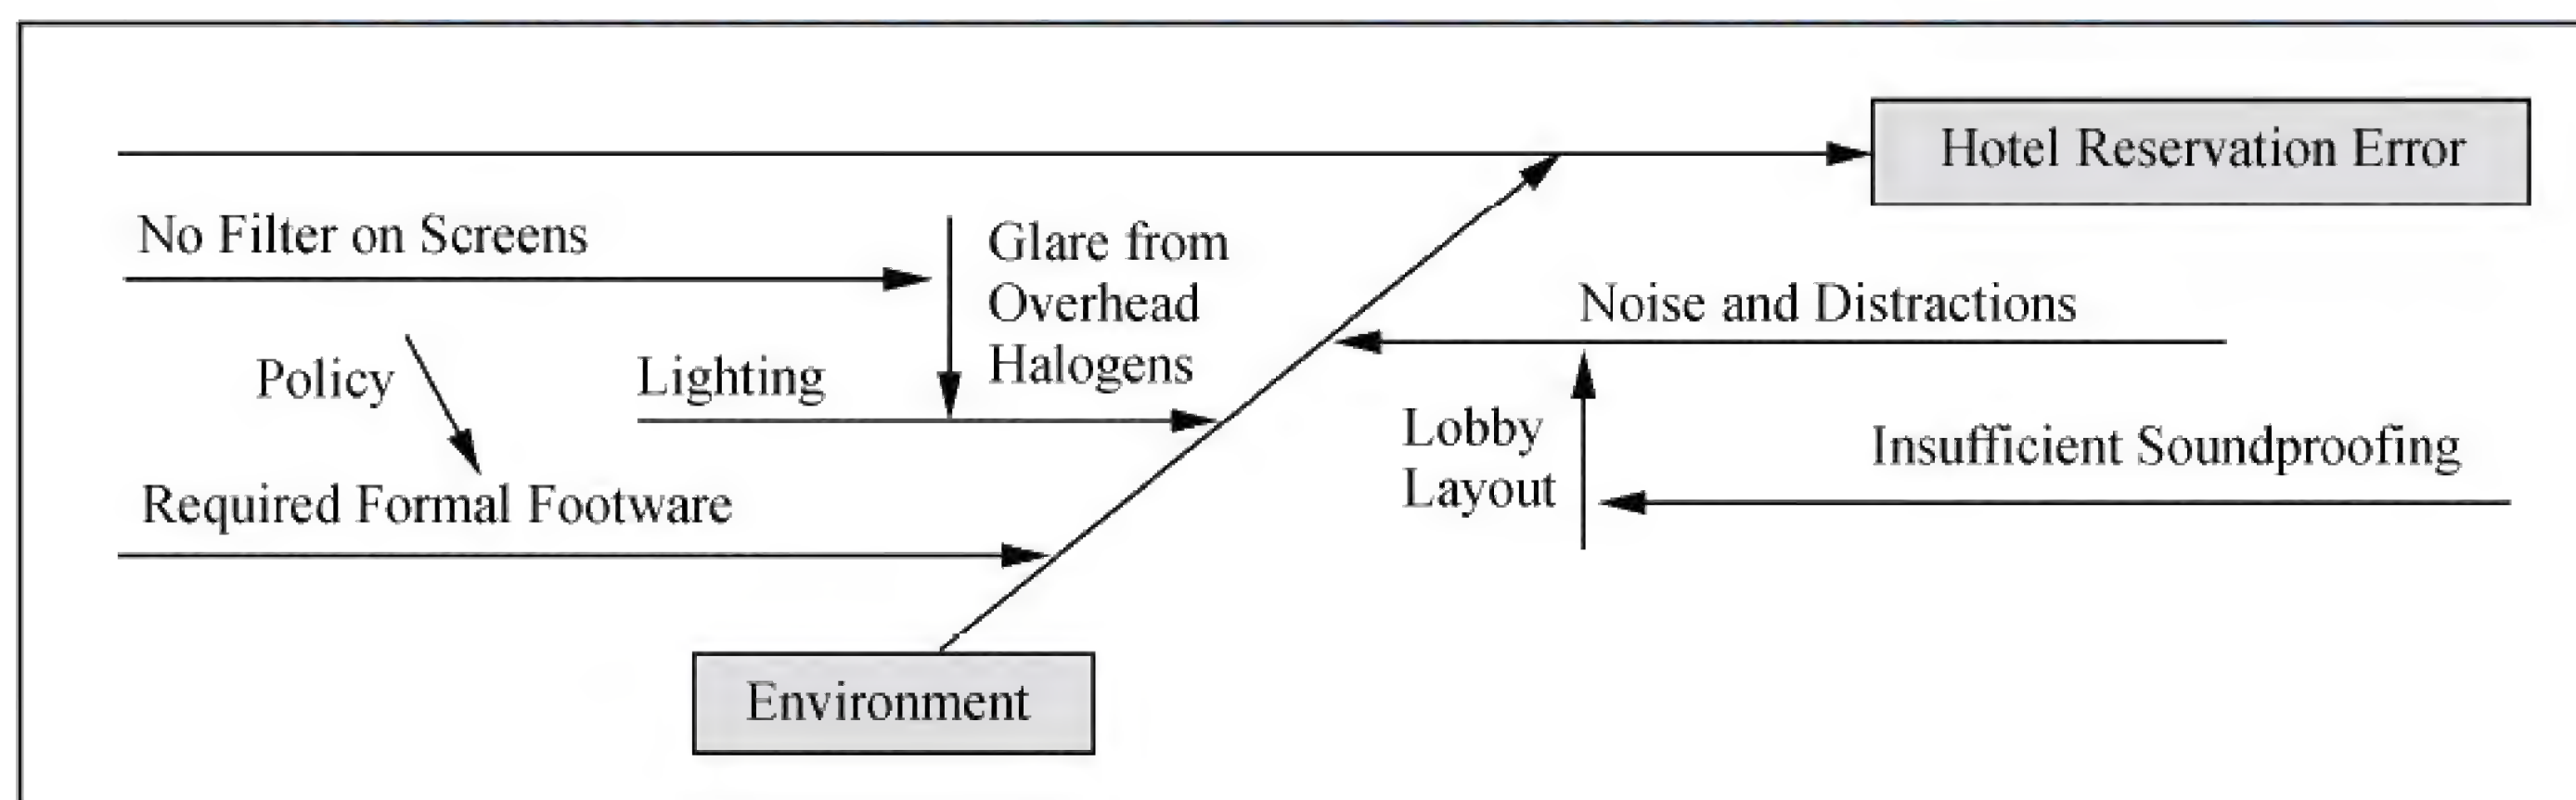 Hotel Reservation Error
No Filter on Screens
Glare from
Overhead
Halogens
Noise and Distractions
Policy
Lighting
Lobby
Layout
Insufficient Soundproofing
Required Formal Footware
Environment